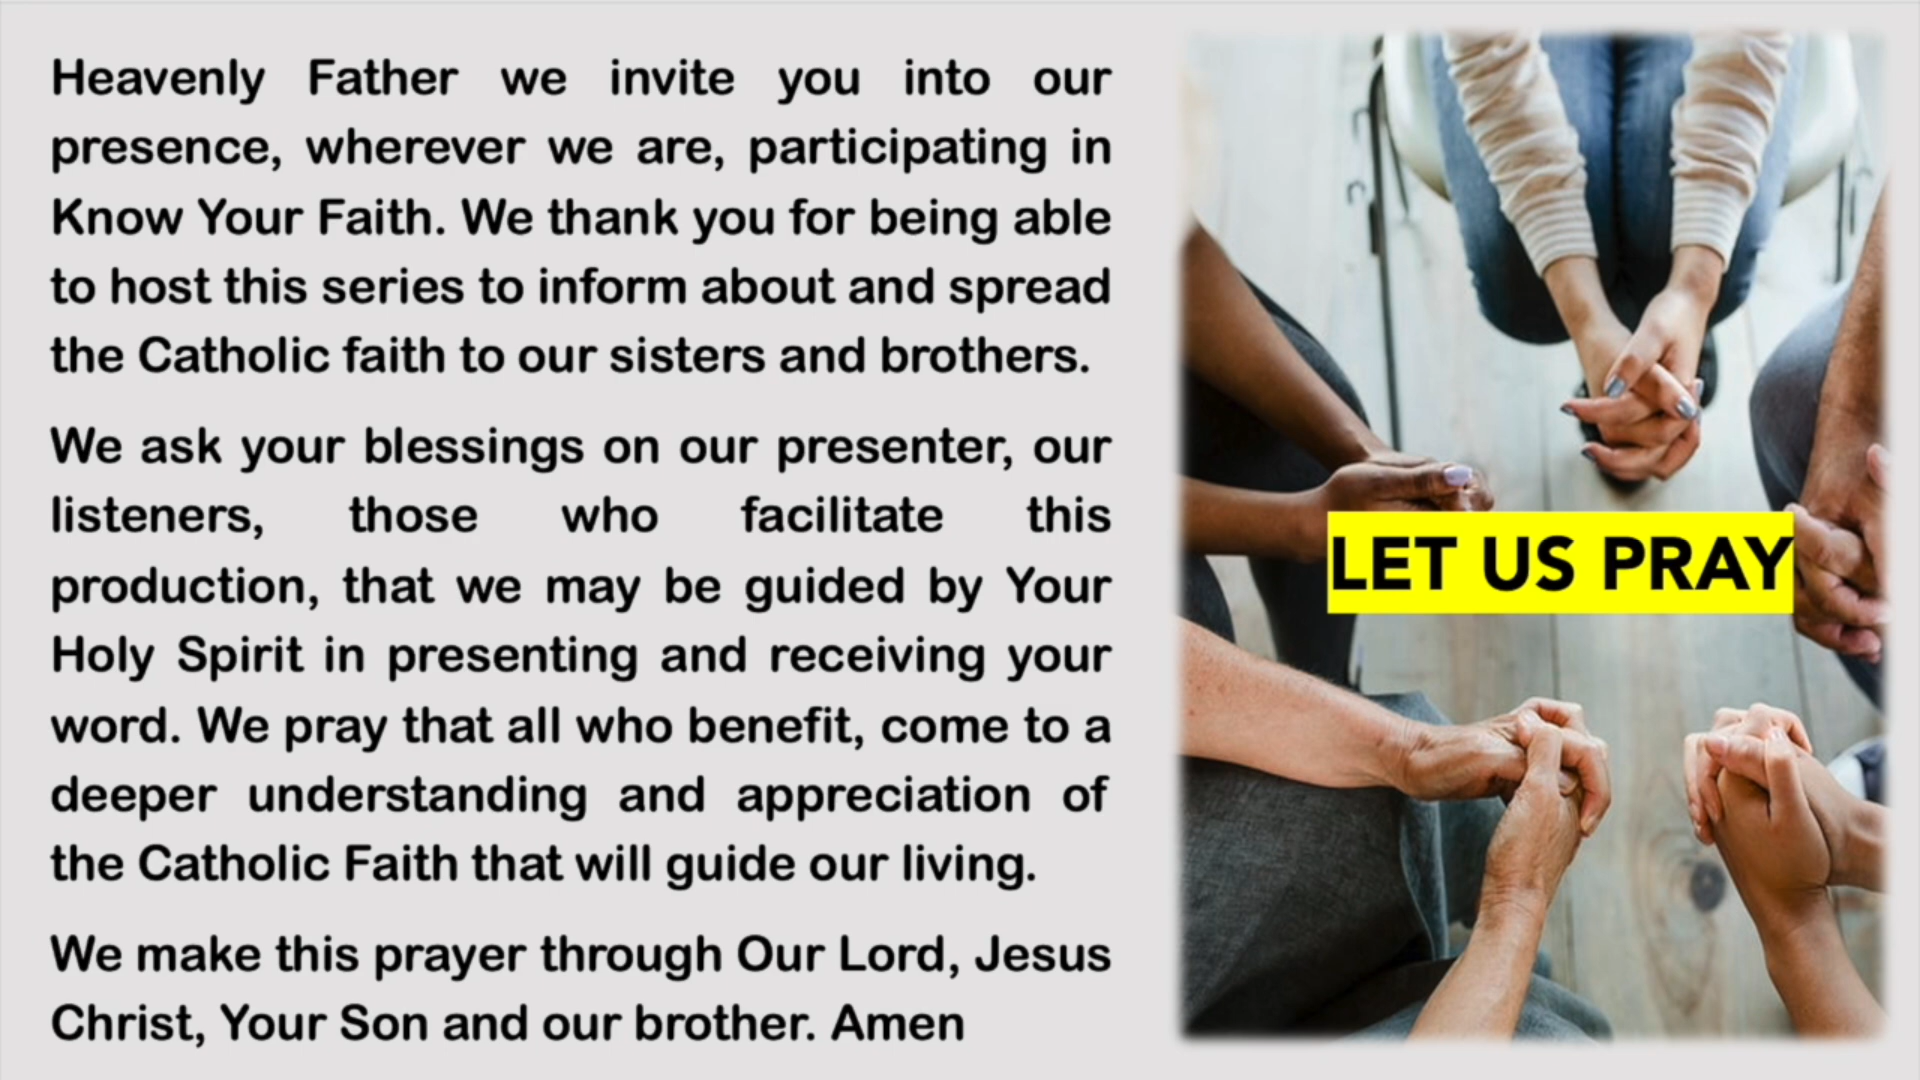 Heavenly Father we invite you into our
presence, wherever we are, participating in
Know Your Faith. We thank you for being able
to host this series to inform about and spread
the Catholic faith to our sisters and brothers.
We ask your blessings on our presenter, our
listeners, those who facilitate this
production, that we may be guided by Your
Holy Spirit in presenting and receiving your
word. We pray that all who benefit, come to a
deeper understanding and appreciation of
the Catholic Faith that will guide our living.
We make this prayer through Our Lord, Jesus
Christ, Your Son and our brother. Amen
LET US PRAY